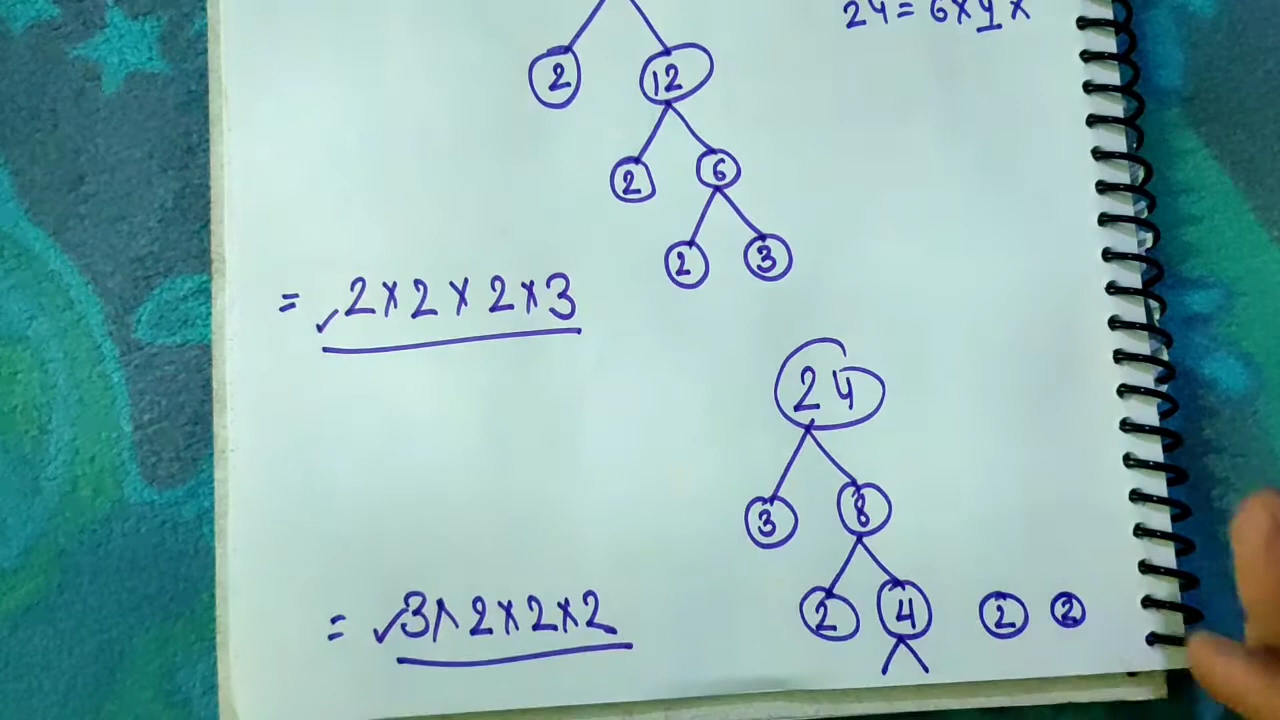 24 = 6 x 4 x
2 12
2 6
2 3
= 2 x 2 x 2 x 3
24
3 8
2 4 2 2
= 3 x 2 x 2 x 2